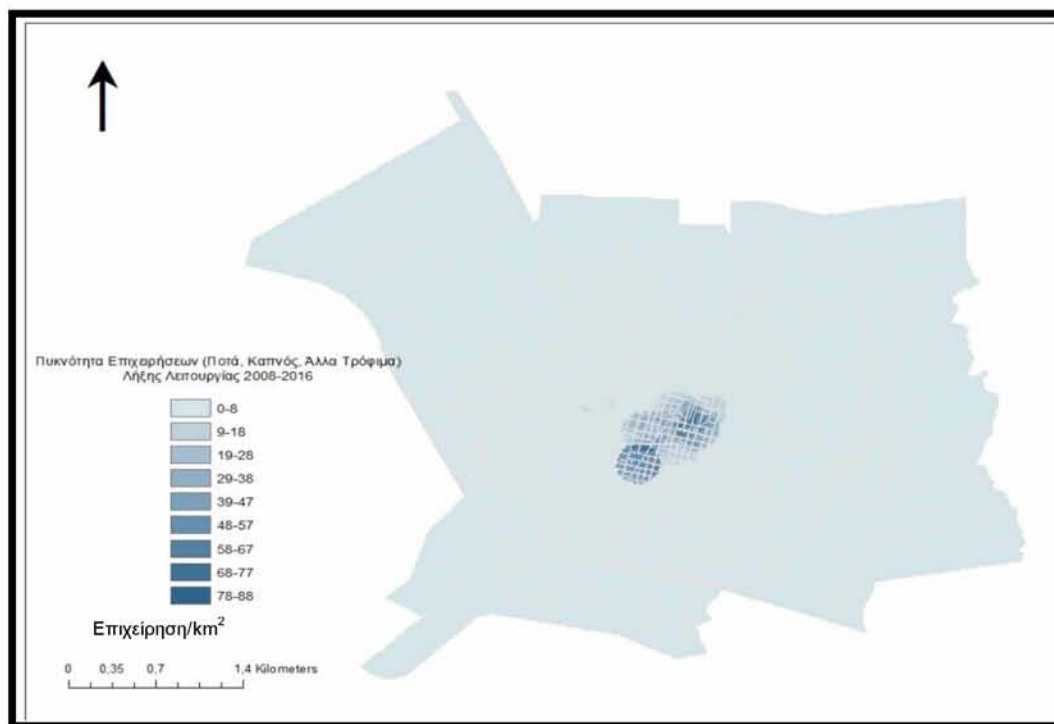 Πυκνότητα Επιχειρήσεων (Ποτά, Καπνός, Άλλα Τρόφιμα)
Λήξης Λειτουργίας 2008-2016
0-8
9-18
19-28
29-38
39-47
48-57
58-67
68-77
78-88
Επιχείρηση/km²
0 0,35 0,7 1,4 Kilometers